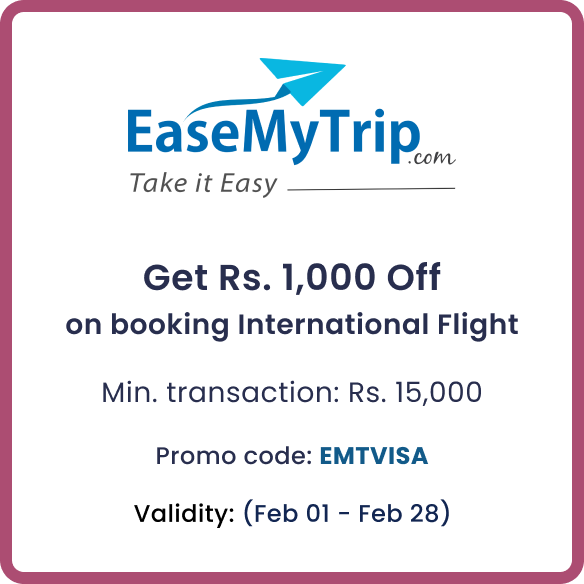 EaseMyTrip.com
Take it Easy
Get Rs. 1,000 Off
on booking International Flight
Min. transaction: Rs. 15,000
Promo code: EMTVISA
Validity: (Feb 01 - Feb 28)